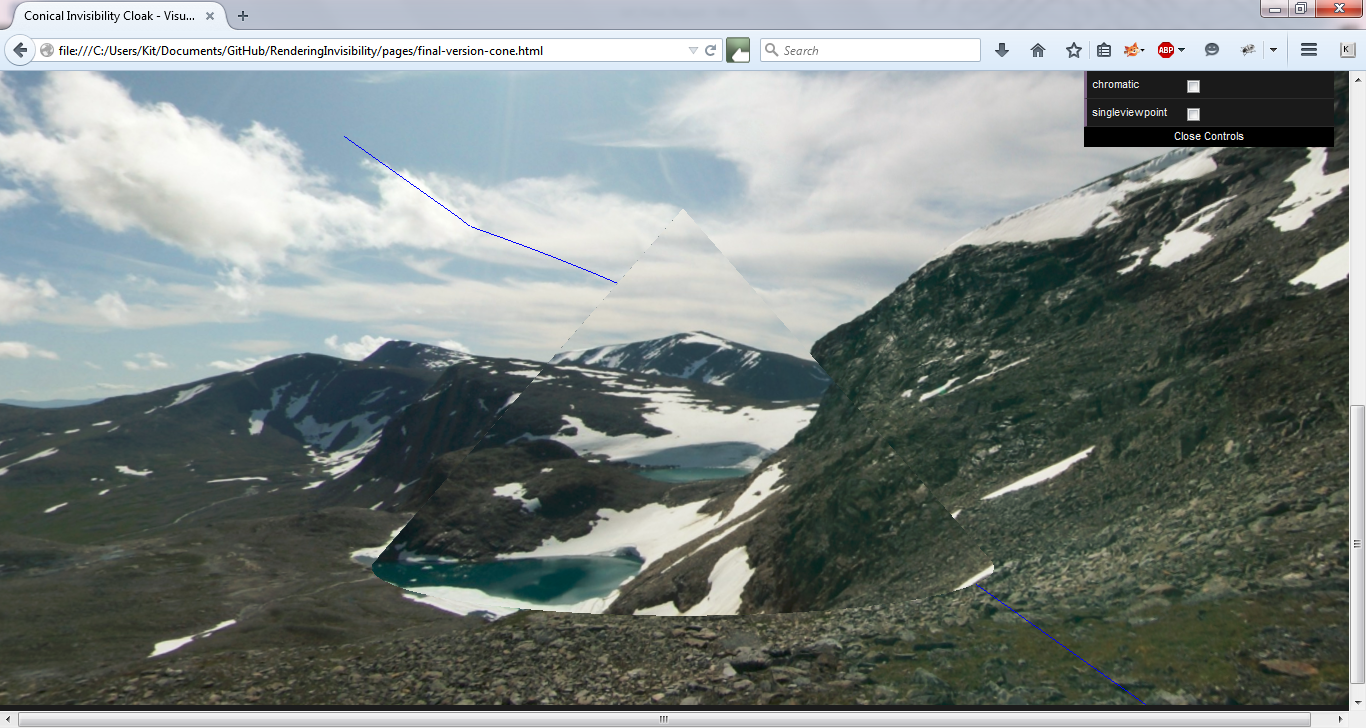 Conical Invisibility Cloak - Visu...
file:///C:/Users/Kit/Documents/GitHub/RenderingInvisibility/pages/final-version-cone.html
Search
ABP
K
chromatic
singleviewpoint
Close Controls